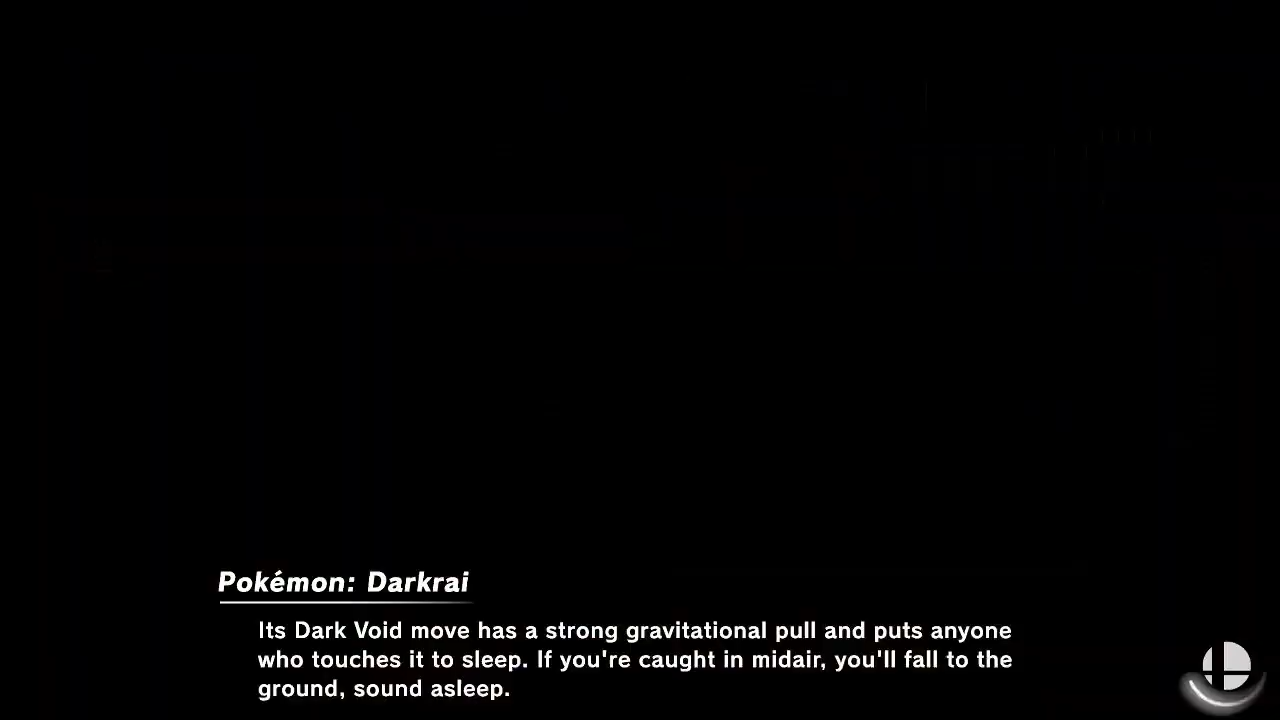 Pokémon: Darkrai
Its Dark Void move has a strong gravitational pull and puts anyone
who touches it to sleep. If you're caught in midair, you'll fall to the
ground, sound asleep.